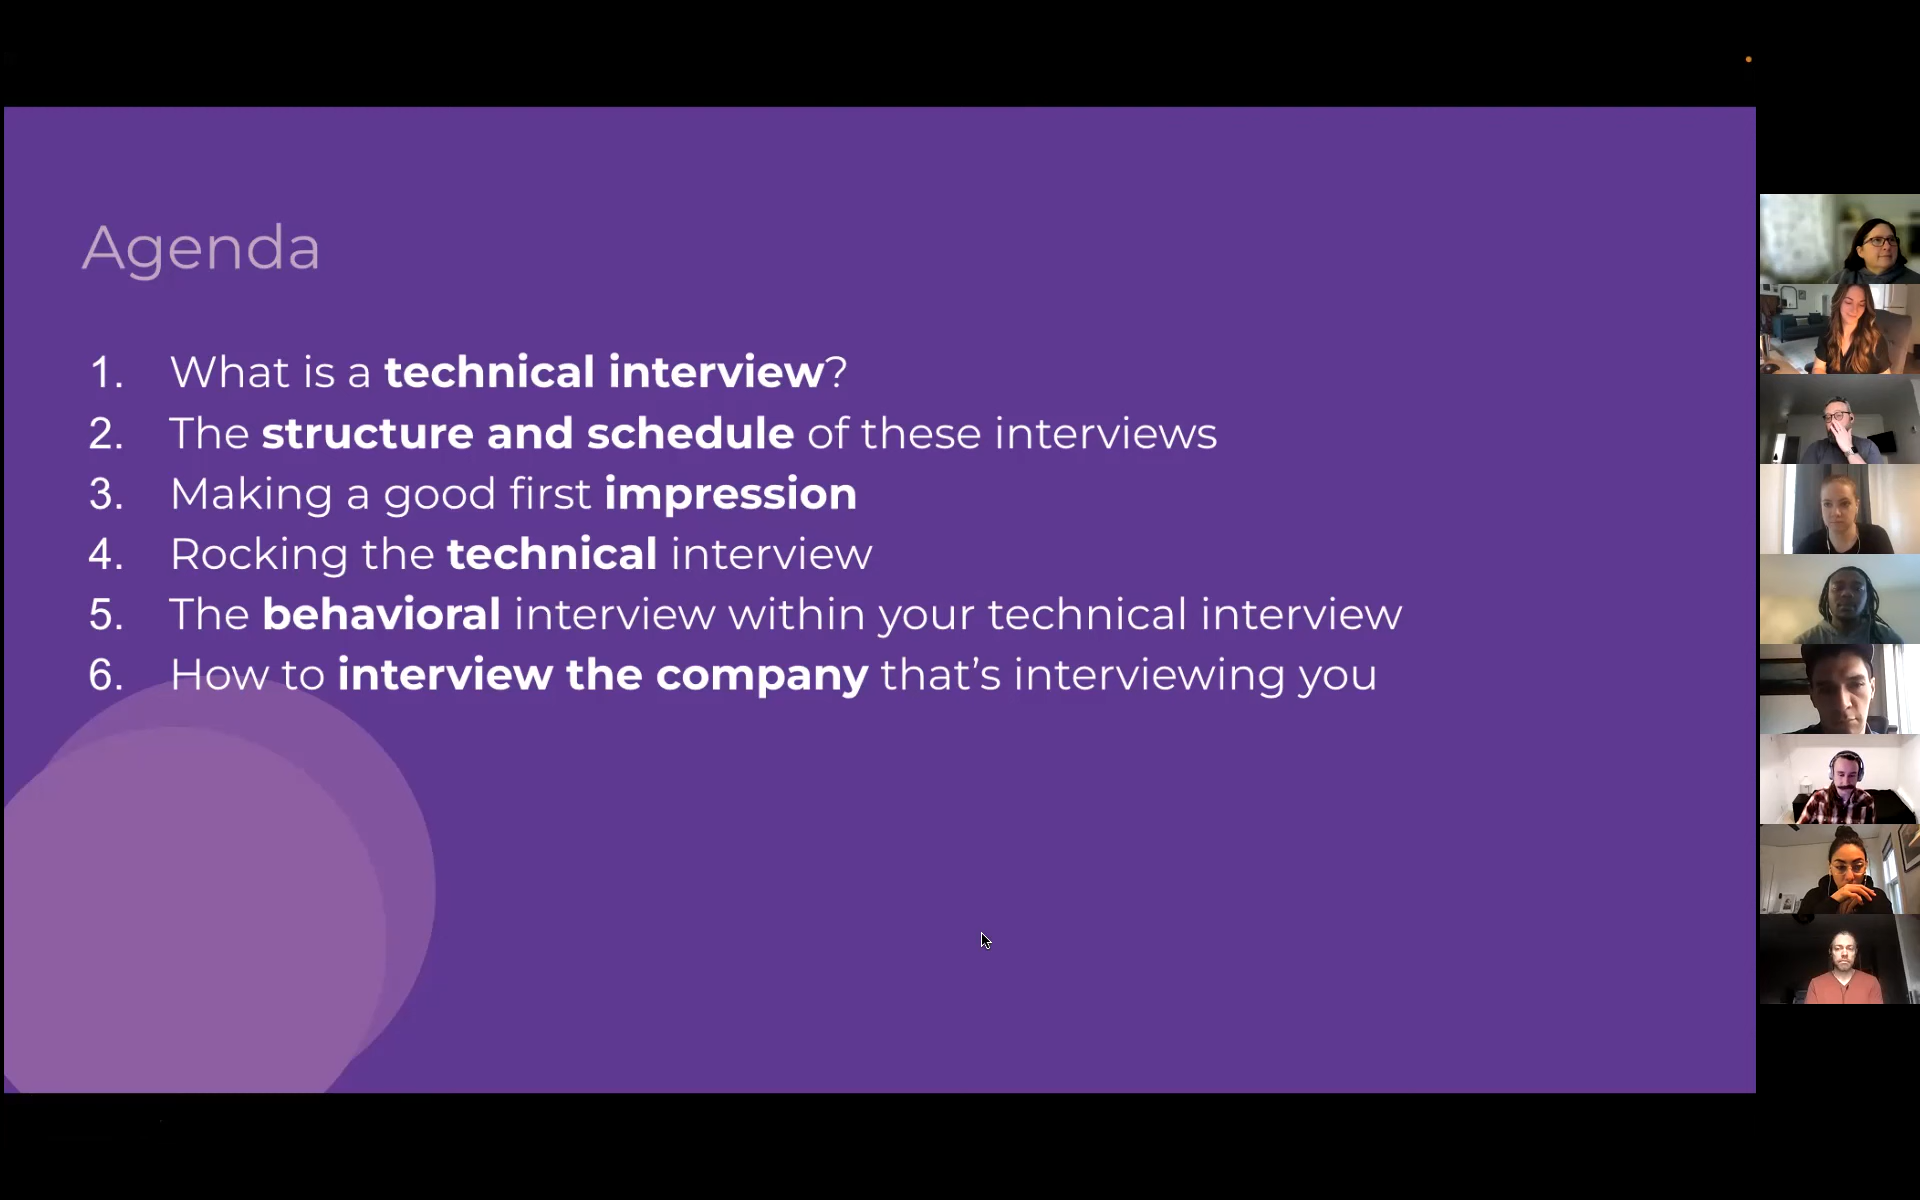 Agenda
1. What is a technical interview?
2. The structure and schedule of these interviews
3. Making a good first impression
4. Rocking the technical interview
5. The behavioral interview within your technical interview
6. How to interview the company that’s interviewing you